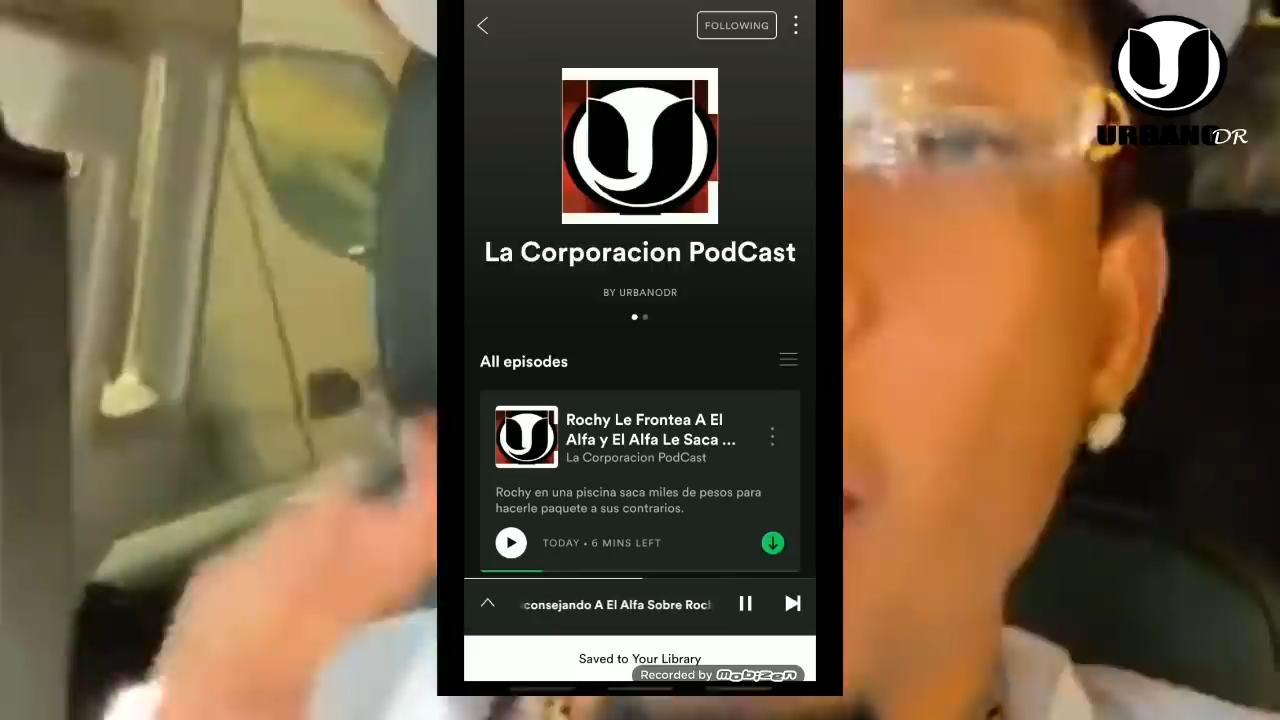 FOLLOWING
URBANODR
La Corporacion PodCast
BY URBANODR
All episodes
Rochy Le Frontea A El
Alfa y El Alfa Le Saca ...
La Corporacion PodCast
Rochy en una piscina saca miles de pesos para
hacerle paquete a sus contrarios.
TODAY • 6 MINS LEFT
consejando A El Alfa Sobre Roc
Saved to Your Library
Recorded by Mobizen